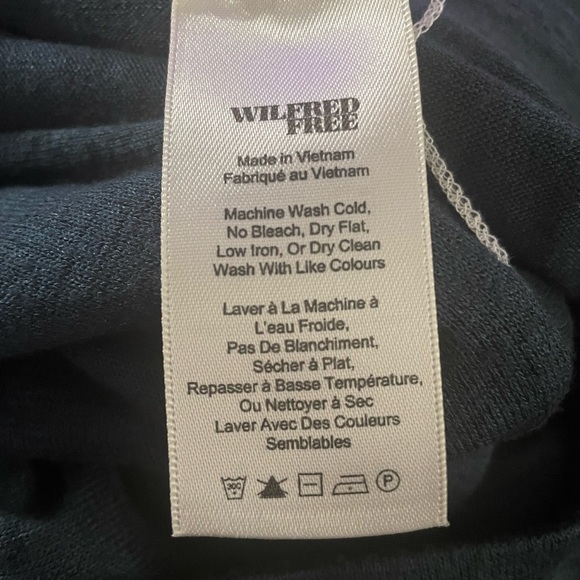 WILFRED
FREE
Made in Vietnam
Fabriqué au Vietnam
Machine Wash Cold,
No Bleach, Dry Flat,
Low Iron, Or Dry Clean
Wash With Like Colours
Laver à La Machine à
L'eau Froide,
Pas De Blanchiment,
Sécher à Plat,
Repasser à Basse Température,
Ou Nettoyer à Sec
Laver Avec Des Couleurs
Semblables
30C P